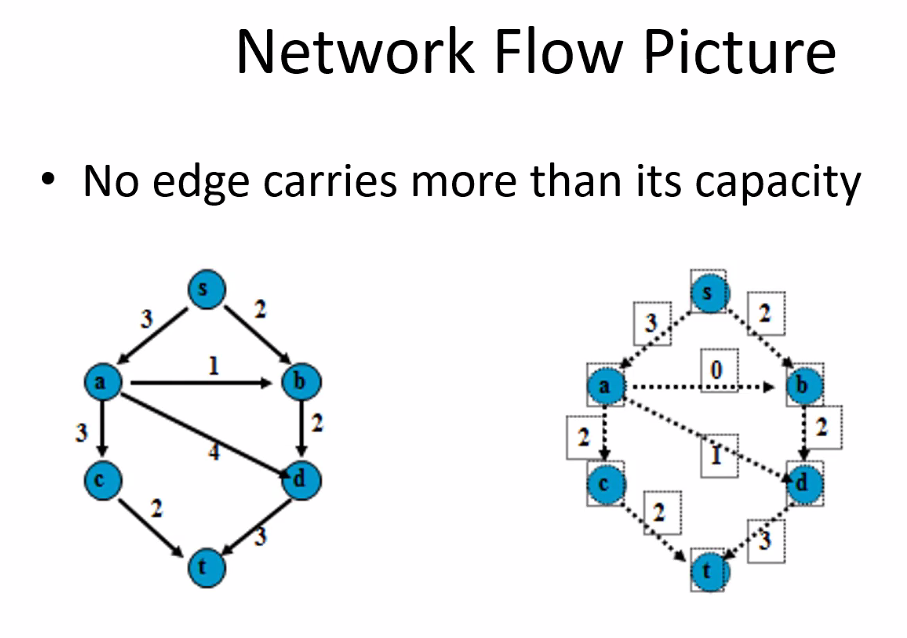 Network Flow Picture
• No edge carries more than its capacity
s
3
2
a
1
b
3
4
2
c
d
2
3
t
s
3
2
a
0
b
2
1
2
c
d
2
3
t